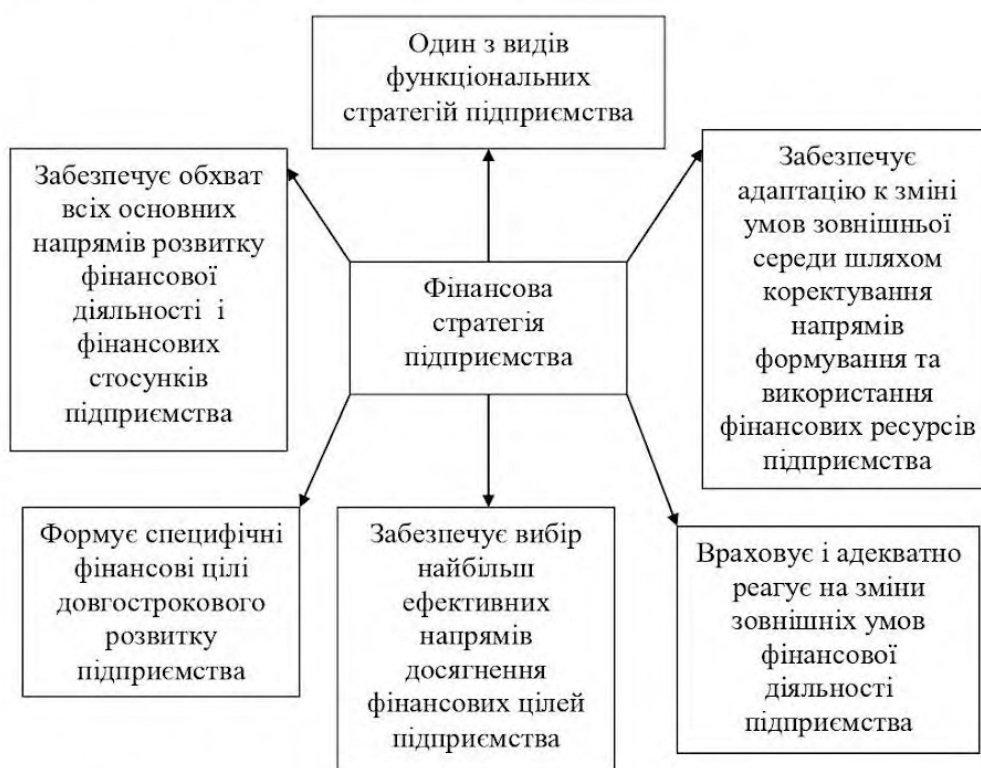 Один з видів
функціональних
стратегій підприємства
Забезпечує обхват
всіх основних
напрямів розвитку
фінансової
діяльності і
фінансових
стосунків
підприємства
Фінансова
стратегія
підприємства
Забезпечує
адаптацію к зміні
умов зовнішньої
середи шляхом
коректування
напрямів
формування та
використання
фінансових ресурсів
підприємства
Формує специфічні
фінансові цілі
довгострокового
розвитку
підприємства
Забезпечує вибір
найбільш
ефективних
напрямів
досягнення
фінансових цілей
підприємства
Враховує і адекватно
реагує на зміни
зовнішніх умов
фінансової
діяльності
підприємства